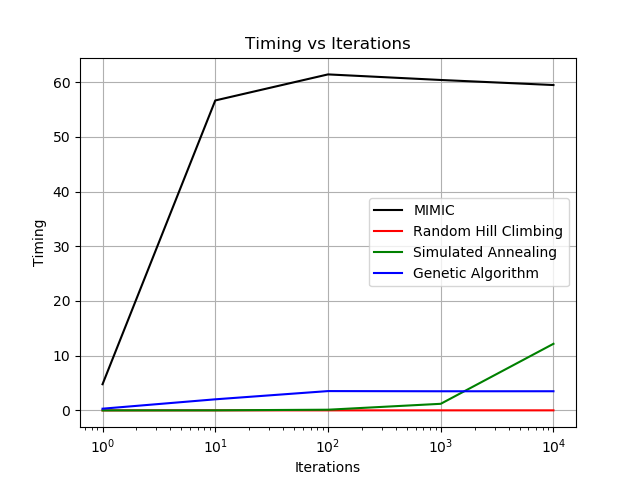 Timing vs Iterations
60
50
40
30
20
10
0
Timing
MIMIC
Random Hill Climbing
Simulated Annealing
Genetic Algorithm
10⁰ 10¹ 10² 10³ 10⁴
Iterations